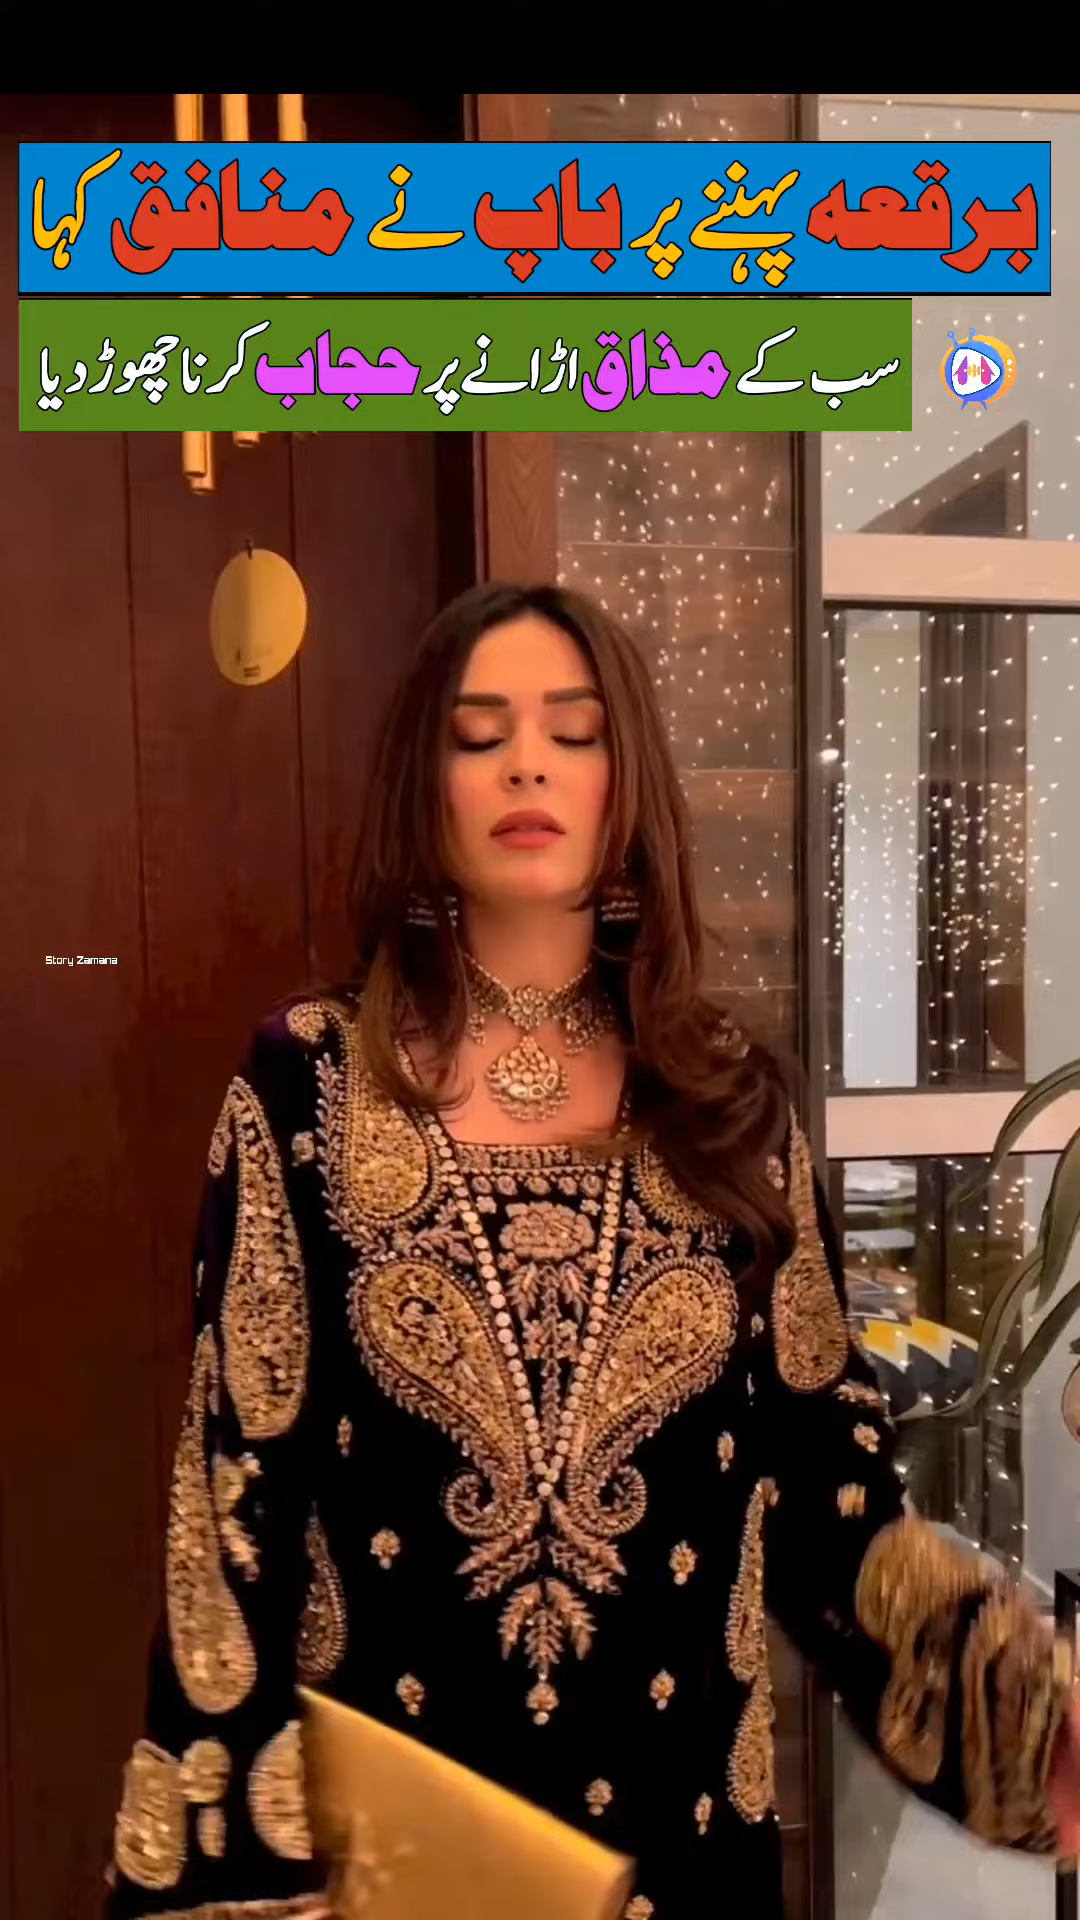 برقعہ پہننے پر باپ نے منافق کہا
سب کے مذاق اڑانے پر حجاب کرنا چھوڑ دیا
Story Zamana